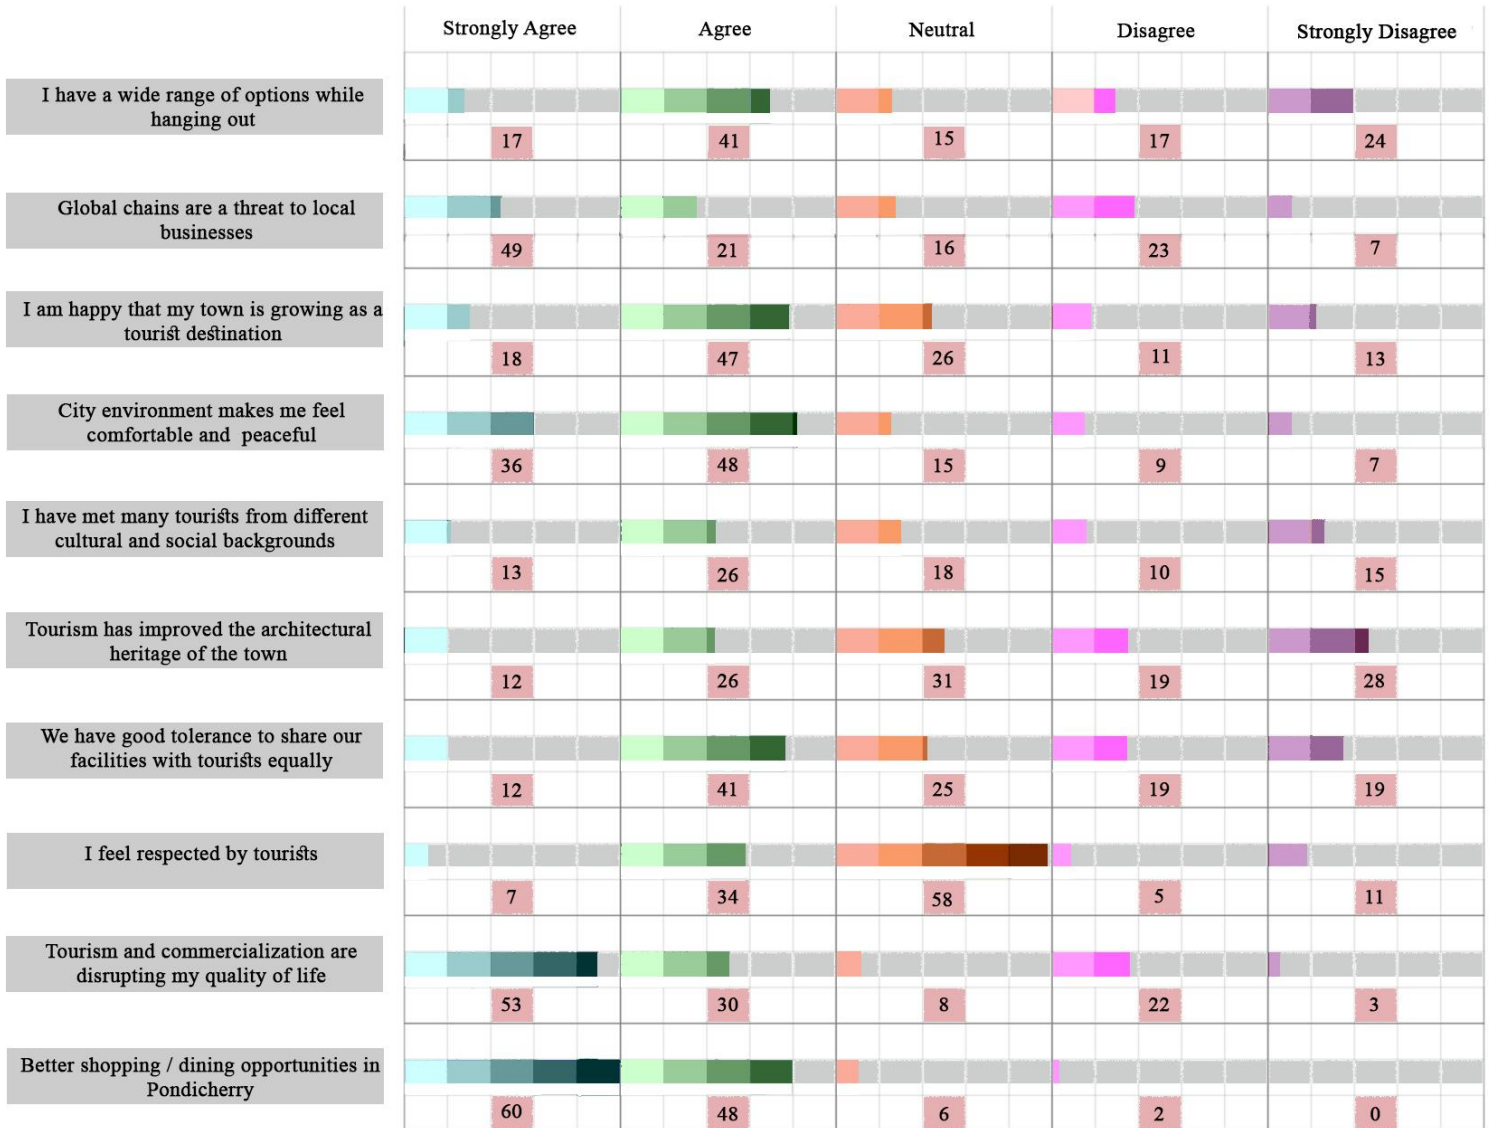 Strongly Agree Agree Neutral Disagree Strongly Disagree
I have a wide range of options while
hanging out
17 41 15 17 24
Global chains are a threat to local
businesses
49 21 16 23 7
I am happy that my town is growing as a
tourist destination
18 47 26 11 13
City environment makes me feel
comfortable and peaceful
36 48 15 9 7
I have met many tourists from different
cultural and social backgrounds
13 26 18 10 15
Tourism has improved the architectural
heritage of the town
12 26 31 19 28
We have good tolerance to share our
facilities with tourists equally
12 41 25 19 19
I feel respected by tourists
7 34 58 5 11
Tourism and commercialization are
disrupting my quality of life
53 30 8 22 3
Better shopping / dining opportunities in
Pondicherry
60 48 6 2 0